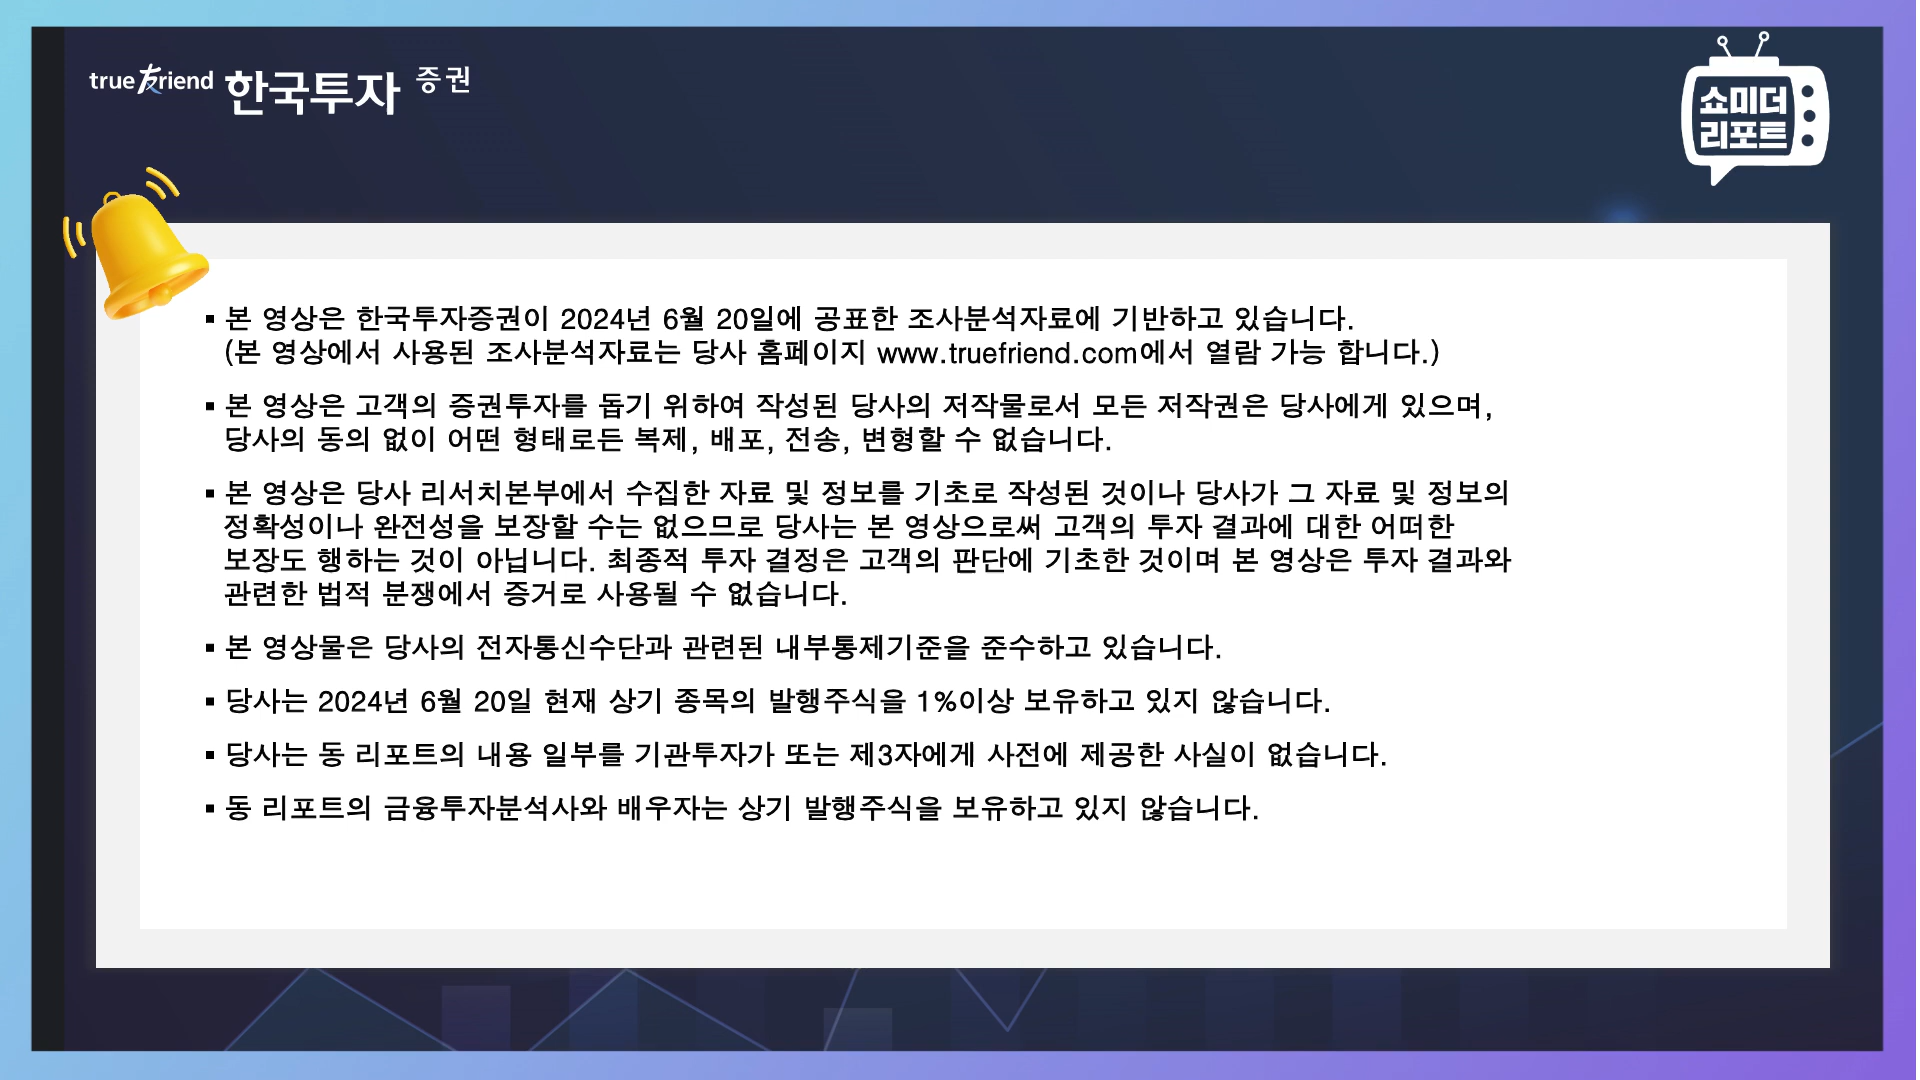 true友riend 한국투자 증권
쇼미더
리포트
▪ 본 영상은 한국투자증권이 2024년 6월 20일에 공표한 조사분석자료에 기반하고 있습니다.
(본 영상에서 사용된 조사분석자료는 당사 홈페이지 www.truefriend.com에서 열람 가능 합니다.)
▪ 본 영상은 고객의 증권투자를 돕기 위하여 작성된 당사의 저작물로서 모든 저작권은 당사에게 있으며,
당사의 동의 없이 어떤 형태로든 복제, 배포, 전송, 변형할 수 없습니다.
▪ 본 영상은 당사 리서치본부에서 수집한 자료 및 정보를 기초로 작성된 것이나 당사가 그 자료 및 정보의
정확성이나 완전성을 보장할 수는 없으므로 당사는 본 영상으로써 고객의 투자 결과에 대한 어떠한
보장도 행하는 것이 아닙니다. 최종적 투자 결정은 고객의 판단에 기초한 것이며 본 영상은 투자 결과와
관련한 법적 분쟁에서 증거로 사용될 수 없습니다.
▪ 본 영상물은 당사의 전자통신수단과 관련된 내부통제기준을 준수하고 있습니다.
▪ 당사는 2024년 6월 20일 현재 상기 종목의 발행주식을 1%이상 보유하고 있지 않습니다.
▪ 당사는 동 리포트의 내용 일부를 기관투자가 또는 제3자에게 사전에 제공한 사실이 없습니다.
▪ 동 리포트의 금융투자분석사와 배우자는 상기 발행주식을 보유하고 있지 않습니다.